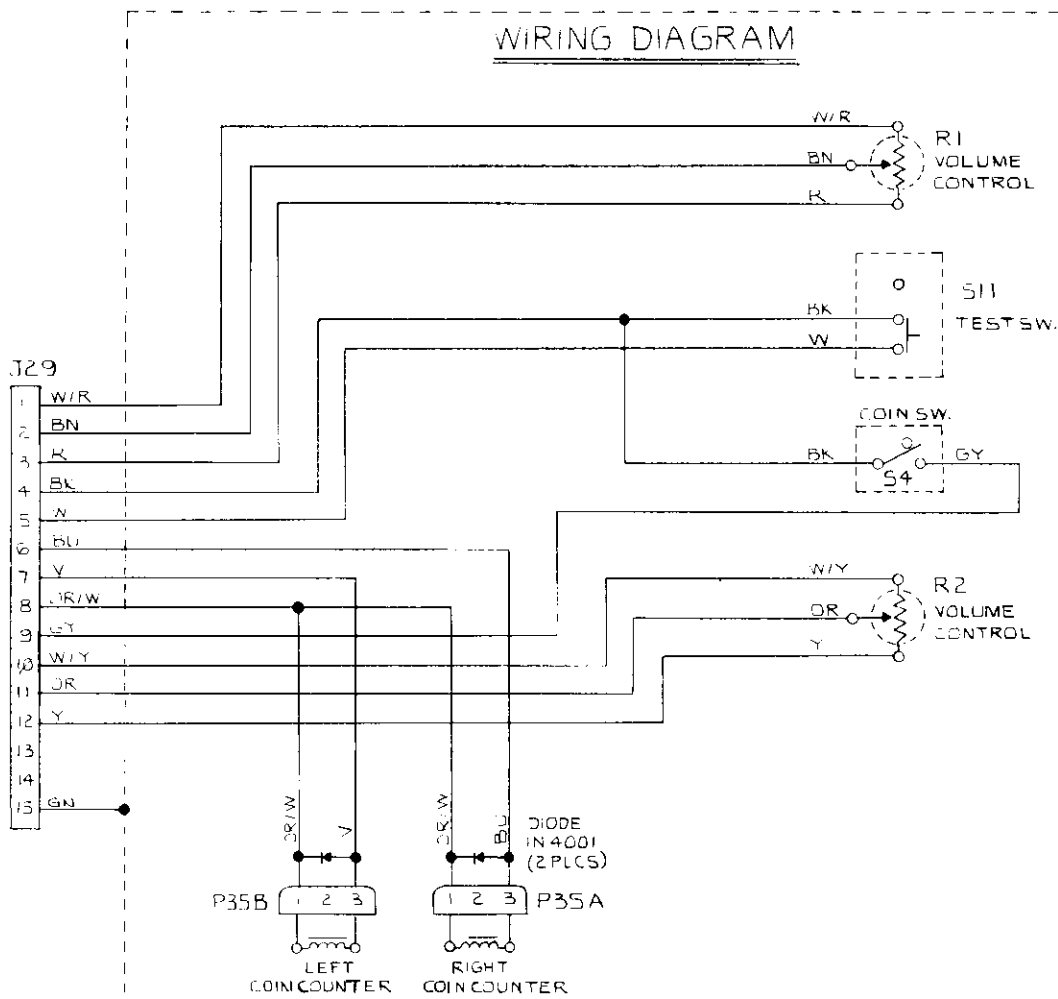 WIRING DIAGRAM
W/R
R1
VOLUME
CONTROL
BN
R
S11
TEST SW.
BK
W
J29
COIN SW.
BK
S4
GY
1 W/R
2 BN
3 R
4 BK
5 W
6 BU
7 V
8 OR/W
9 GY
10 W/Y
11 OR
12 Y
13
14
15 GN
W/Y
R2
VOLUME
CONTROL
OR
Y
OR/W
V
OR/W
BU
DIODE
IN4001
(2 PLCS)
P35B
1 2 3
1 2 3
P35A
LEFT
COIN COUNTER
RIGHT
COIN COUNTER